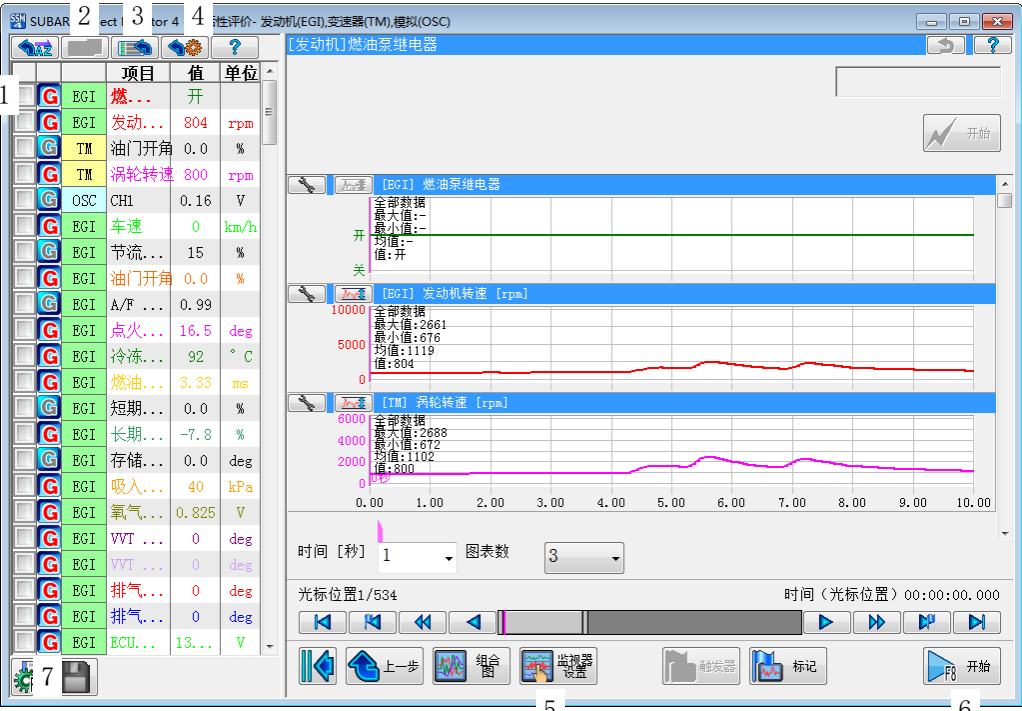 SUBAR ect tor 4 性评价- 发动机(EGI),变速器(TM),模拟(OSC)
2 3 4
AZ ?
[发动机]燃油泵继电器 ?
项目 值 单位
1
G EGI 燃... 开
G EGI 发动... 804 rpm
G TM 油门开角 0.0 %
G TM 涡轮转速 800 rpm
G OSC CH1 0.16 V
G EGI 车速 0 km/h
G EGI 节流... 15 %
G EGI 油门开角 0.0 %
G EGI A/F ... 0.99
G EGI 点火... 16.5 deg
G EGI 冷冻... 92 °C
G EGI 燃油... 3.33 ms
G EGI 短期... 0.0 %
G EGI 长期... -7.8 %
G EGI 存储... 0.0 deg
G EGI 吸入... 40 kPa
G EGI 氧气... 0.825 V
G EGI VVT ... 0 deg
G EGI VVT ... 0 deg
G EGI 排气... 0 deg
G EGI 排气... 0 deg
G EGI ECU... 13... V
7
开始
[EGI] 燃油泵继电器
全部数据
最大值:-
最小值:-
均值:-
值:开
开
关
[EGI] 发动机转速 [rpm]
10000
5000
0
全部数据
最大值:2661
最小值:676
均值:1119
值:804
[TM] 涡轮转速 [rpm]
6000
4000
2000
0
全部数据
最大值:2688
最小值:672
均值:1102
值:800
0秒
0.00 1.00 2.00 3.00 4.00 5.00 6.00 7.00 8.00 9.00 10.00
时间 [秒] 1 图表数 3
光标位置1/534 时间（光标位置）00:00:00.000
上一步 组合图 监视器设置 触发器 标记 F8 开始
5 6